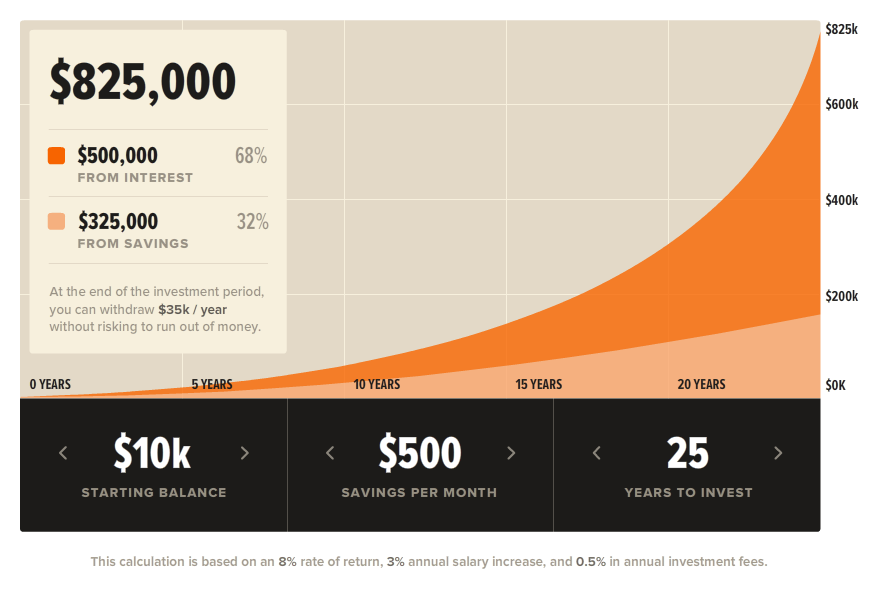 $825,000
$500,000 68%
FROM INTEREST
$325,000 32%
FROM SAVINGS
At the end of the investment period,
you can withdraw $35k / year
without risking to run out of money.
$825k
$600k
$400k
$200k
$0K
0 YEARS 5 YEARS 10 YEARS 15 YEARS 20 YEARS
$10k $500 25
STARTING BALANCE SAVINGS PER MONTH YEARS TO INVEST
This calculation is based on an 8% rate of return, 3% annual salary increase, and 0.5% in annual investment fees.